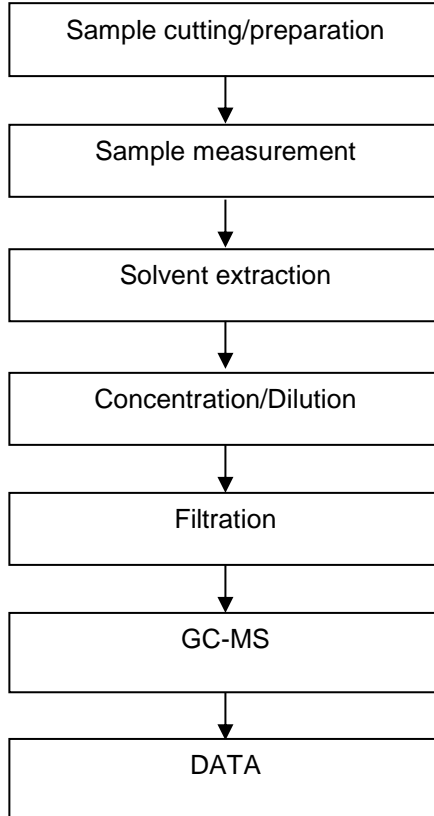 Sample cutting/preparation
Sample measurement
Solvent extraction
Concentration/Dilution
Filtration
GC-MS
DATA